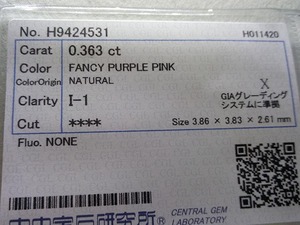 No. H9424531 H011420
Carat 0.363 ct
Color FANCY PURPLE PINK
ColorOrigin NATURAL
X
Clarity I-1
GIAグレーディング
システムに準拠
Cut ****
Size 3.86 × 3.83 × 2.61 mm
Fluo. NONE
中央宝石研究所®
CENTRAL GEM
LABORATORY